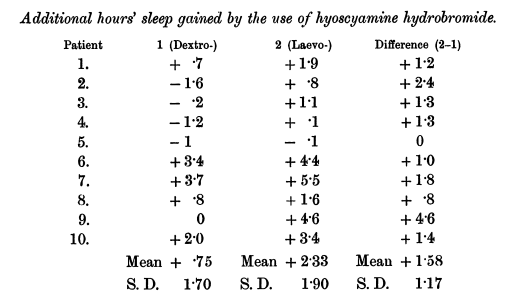 Additional hours' sleep gained by the use of hyoscyamine hydrobromide.
Patient 1 (Dextro-) 2 (Laevo-) Difference (2–1)
1. + ·7 +1·9 +1·2
2. −1·6 + ·8 +2·4
3. − ·2 +1·1 +1·3
4. −1·2 + ·1 +1·3
5. −1 − ·1 0
6. +3·4 +4·4 +1·0
7. +3·7 +5·5 +1·8
8. + ·8 +1·6 + ·8
9. 0 +4·6 +4·6
10. +2·0 +3·4 +1·4
Mean + ·75 Mean +2·33 Mean +1·58
S. D. 1·70 S. D. 1·90 S. D. 1·17